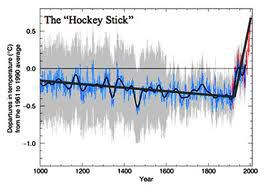 The “Hockey Stick”
Departures in temperature (°C)
from the 1961 to 1990 average
0.5
0.0
-0.5
-1.0
1000
1200
1400
1600
1800
2000
Year